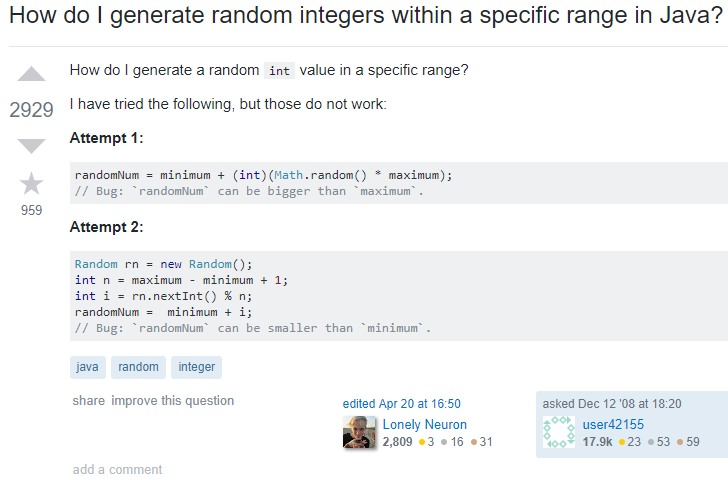 How do I generate random integers within a specific range in Java?
How do I generate a random int value in a specific range?
2929
I have tried the following, but those do not work:
Attempt 1:
randomNum = minimum + (int)(Math.random() * maximum);
// Bug: `randomNum` can be bigger than `maximum`.
959
Attempt 2:
Random rn = new Random();
int n = maximum - minimum + 1;
int i = rn.nextInt() % n;
randomNum =  minimum + i;
// Bug: `randomNum` can be smaller than `minimum`.
java random integer
share improve this question
edited Apr 20 at 16:50
Lonely Neuron
2,809 ●3 ●16 ●31
asked Dec 12 '08 at 18:20
user42155
17.9k ●23 ●53 ●59
add a comment